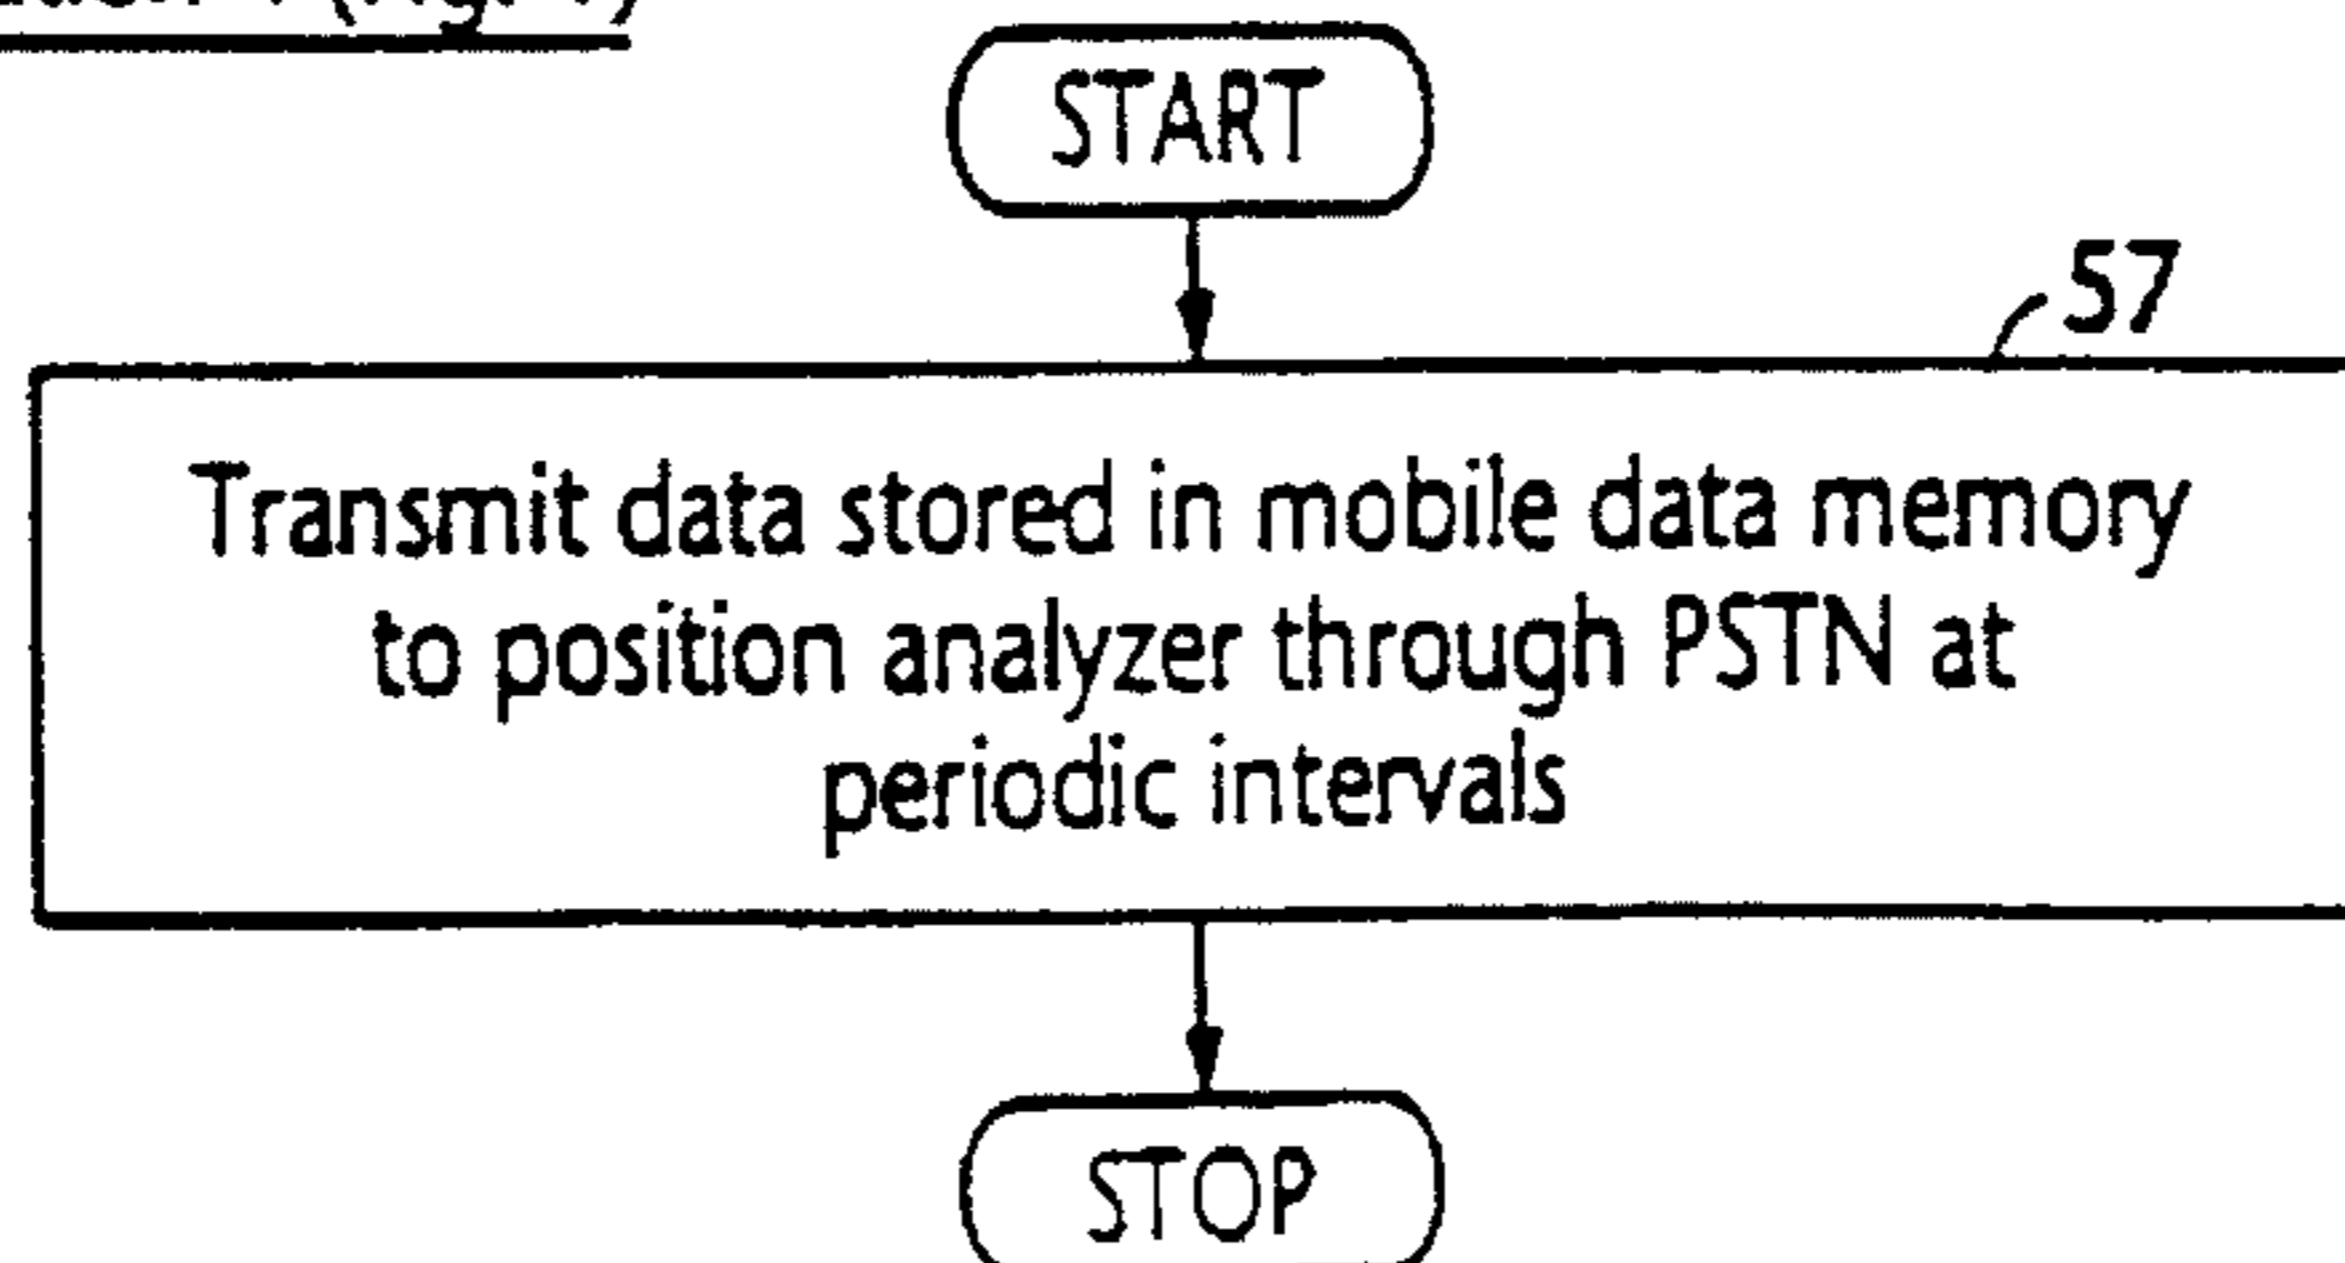 START
57
Transmit data stored in mobile data memory
to position analyzer through PSTN at
periodic intervals
STOP